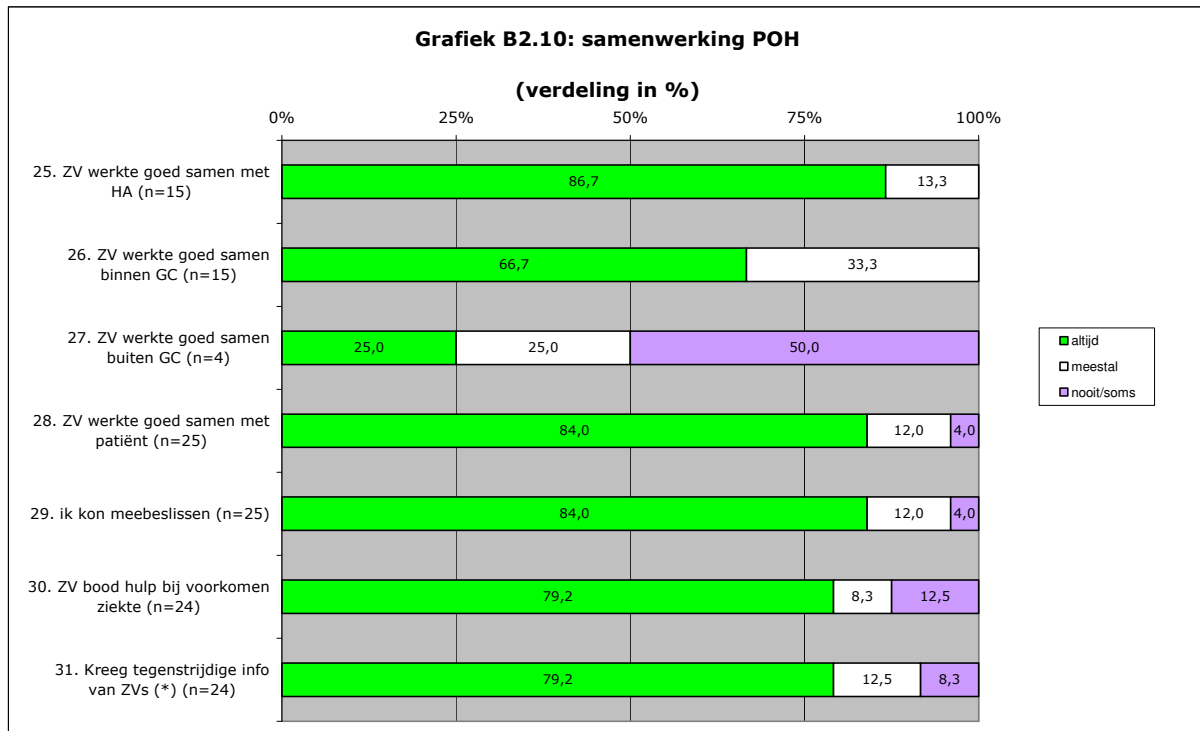 Grafiek B2.10: samenwerking POH
(verdeling in %)
0% 25% 50% 75% 100%
25. ZV werkte goed samen met
HA (n=15)
86,7 13,3
26. ZV werkte goed samen
binnen GC (n=15)
66,7 33,3
27. ZV werkte goed samen
buiten GC (n=4)
25,0 25,0 50,0
28. ZV werkte goed samen met
patiënt (n=25)
84,0 12,0 4,0
29. ik kon meebeslissen (n=25)
84,0 12,0 4,0
30. ZV bood hulp bij voorkomen
ziekte (n=24)
79,2 8,3 12,5
31. Kreeg tegenstrijdige info
van ZVs (*) (n=24)
79,2 12,5 8,3
altijd
meestal
nooit/soms